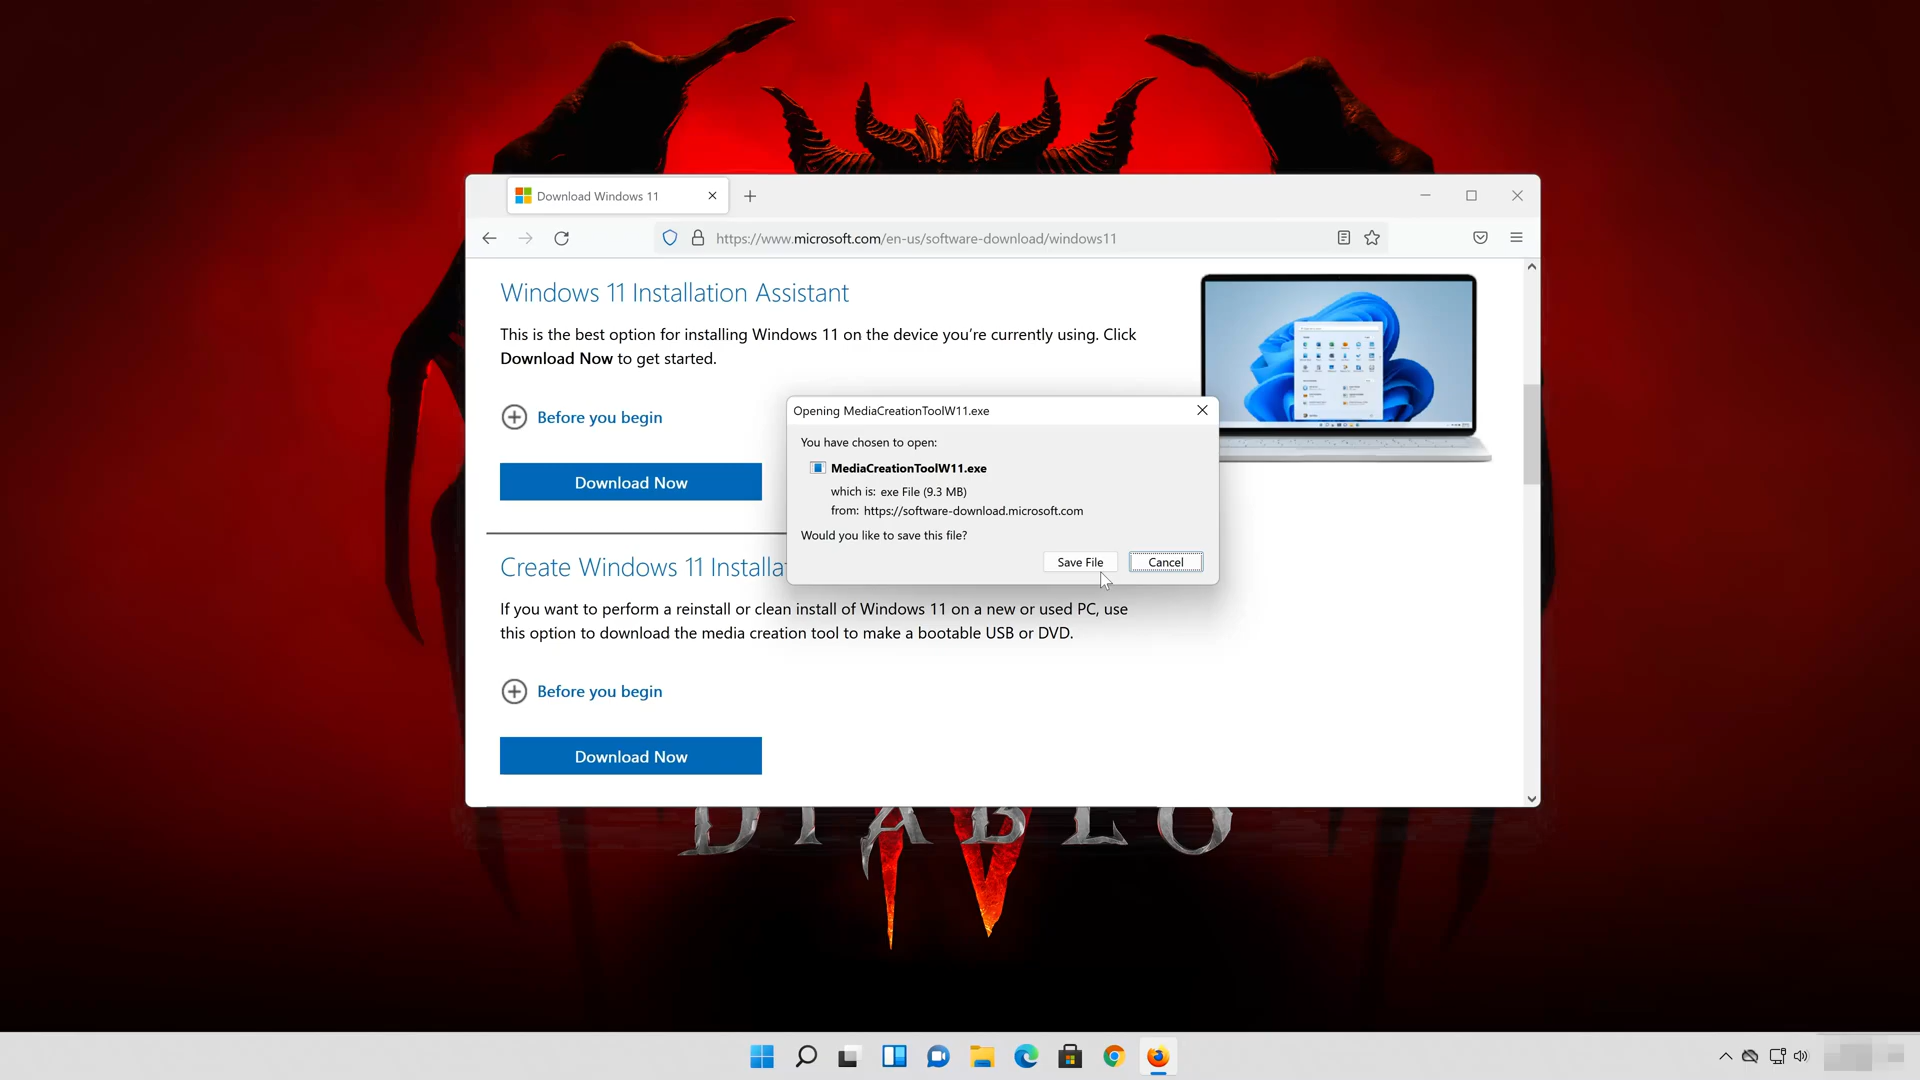 Download Windows 11
https://www.microsoft.com/en-us/software-download/windows11
Windows 11 Installation Assistant
This is the best option for installing Windows 11 on the device you’re currently using. Click
Download Now to get started.
Before you begin
Download Now
Opening MediaCreationToolW11.exe
You have chosen to open:
MediaCreationToolW11.exe
which is: exe File (9.3 MB)
from: https://software-download.microsoft.com
Would you like to save this file?
Save File
Cancel
Create Windows 11 Installa
If you want to perform a reinstall or clean install of Windows 11 on a new or used PC, use
this option to download the media creation tool to make a bootable USB or DVD.
Before you begin
Download Now
DIABLO
IV